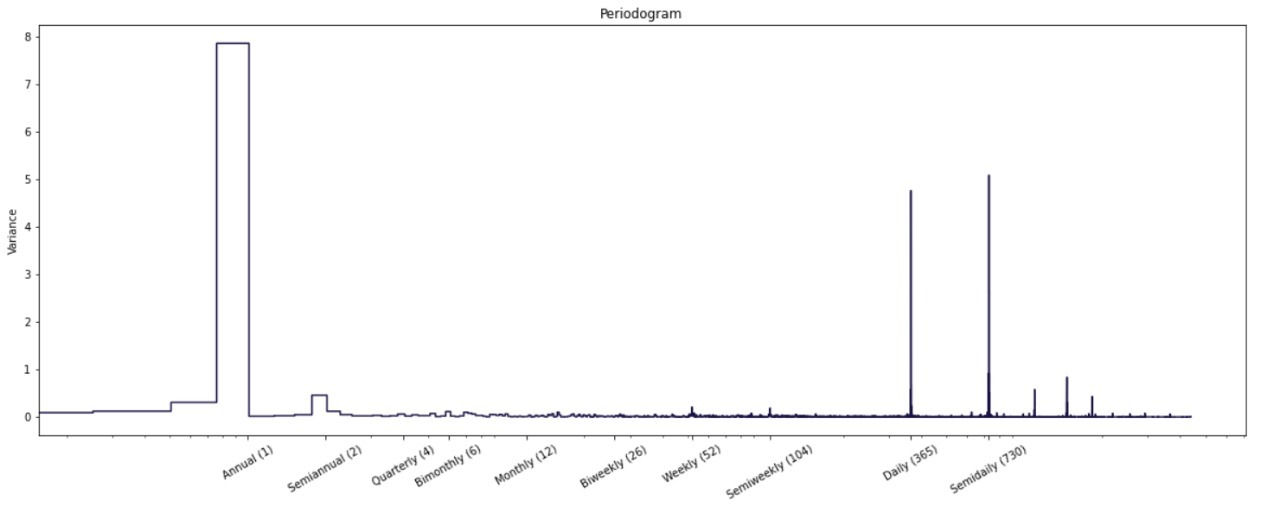 Periodogram
8
7
6
5
4
3
2
1
0
Variance
Annual (1)
Semiannual (2)
Quarterly (4)
Bimonthly (6)
Monthly (12)
Biweekly (26)
Weekly (52)
Semiweekly (104)
Daily (365)
Semidaily (730)